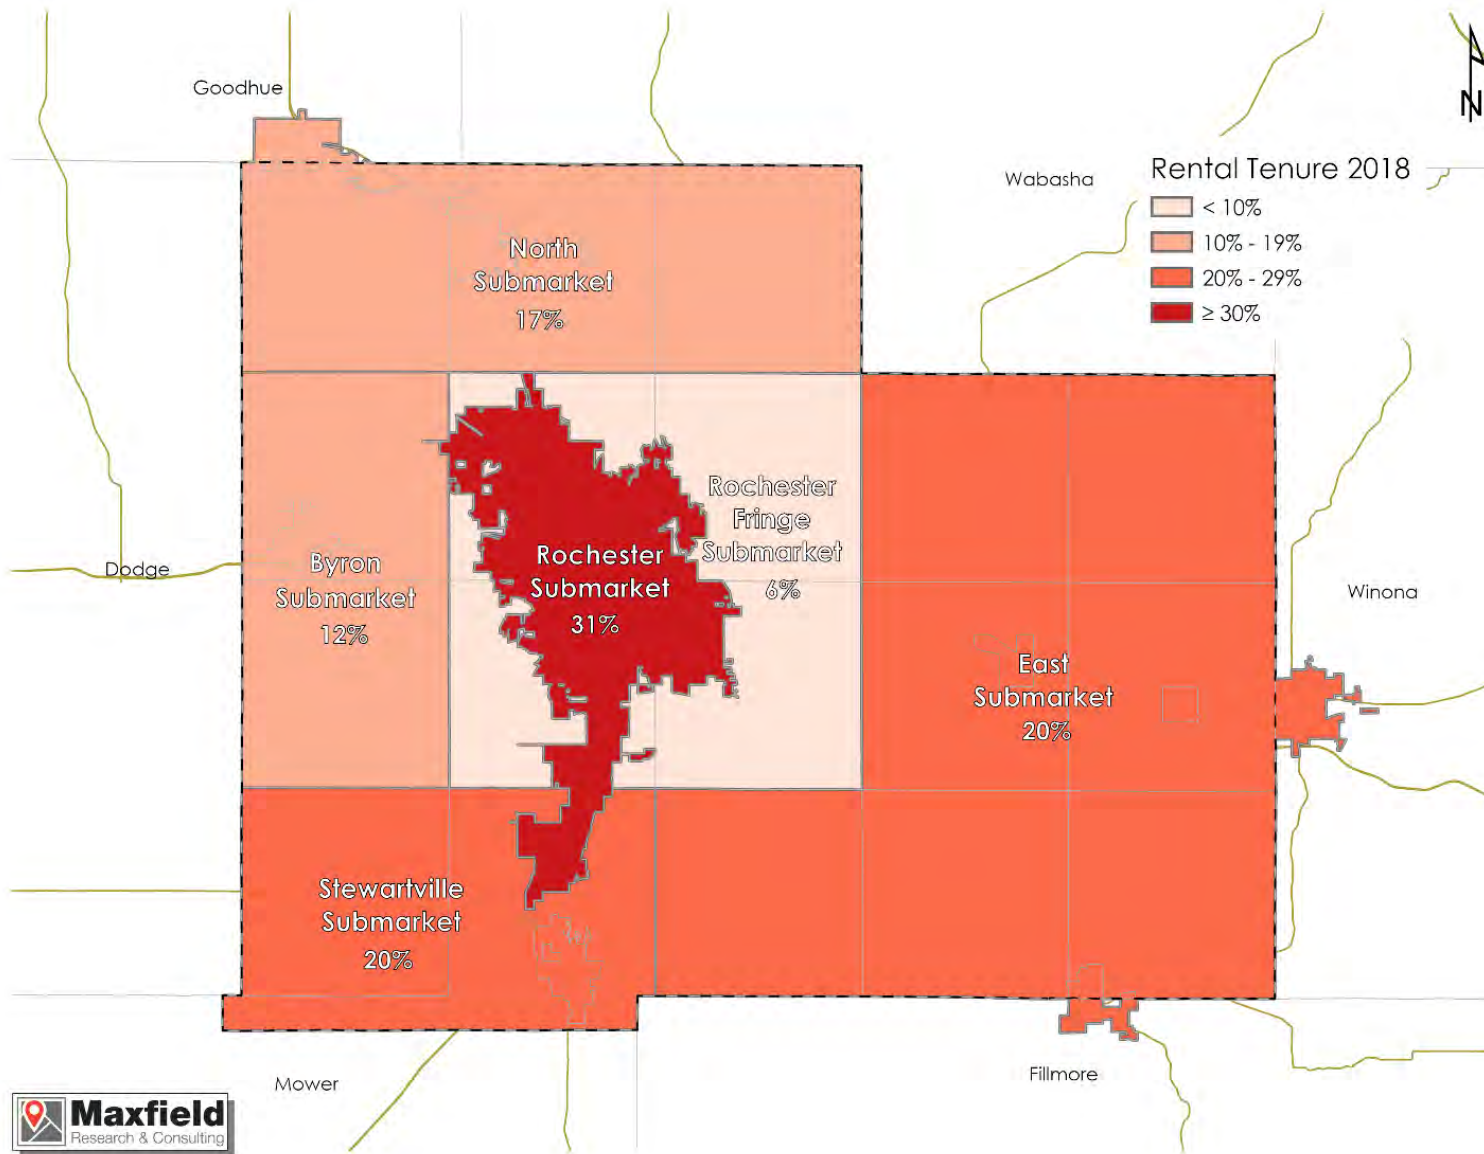 Goodhue
N
Wabasha
Rental Tenure 2018
< 10%
10% - 19%
20% - 29%
≥ 30%
North
Submarket
17%
Rochester
Fringe
Submarket
6%
Rochester
Submarket
31%
Byron
Submarket
12%
Dodge
Winona
East
Submarket
20%
Stewartville
Submarket
20%
Mower
Fillmore
Maxfield
Research & Consulting